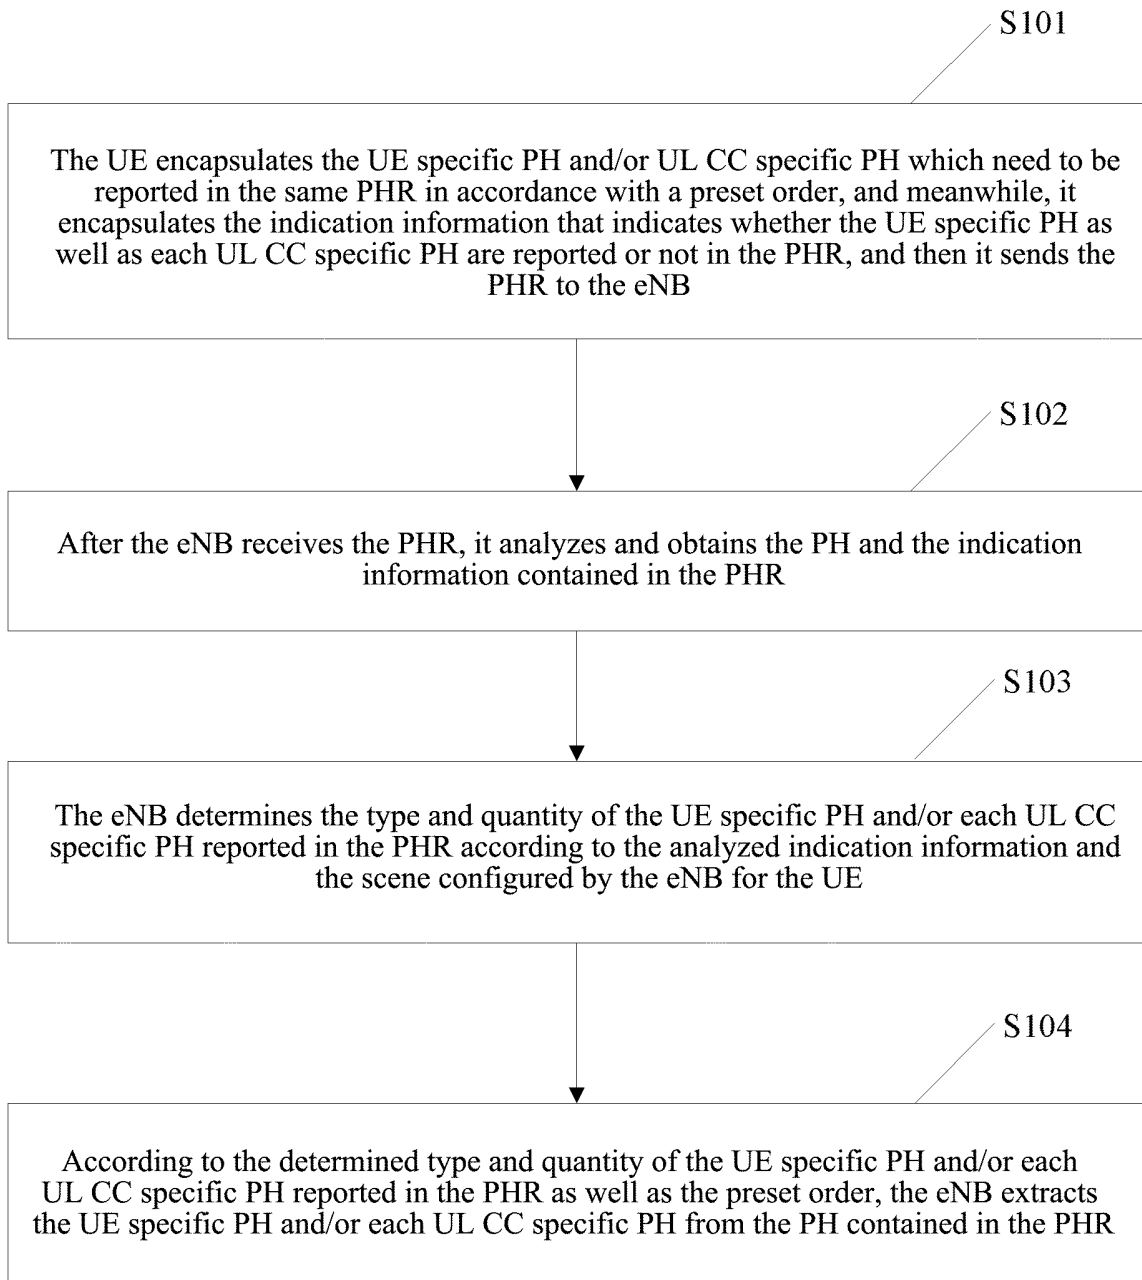 S101
The UE encapsulates the UE specific PH and/or UL CC specific PH which need to be
reported in the same PHR in accordance with a preset order, and meanwhile, it
encapsulates the indication information that indicates whether the UE specific PH as
well as each UL CC specific PH are reported or not in the PHR, and then it sends the
PHR to the eNB
S102
After the eNB receives the PHR, it analyzes and obtains the PH and the indication
information contained in the PHR
S103
The eNB determines the type and quantity of the UE specific PH and/or each UL CC
specific PH reported in the PHR according to the analyzed indication information and
the scene configured by the eNB for the UE
S104
According to the determined type and quantity of the UE specific PH and/or each
UL CC specific PH reported in the PHR as well as the preset order, the eNB extracts
the UE specific PH and/or each UL CC specific PH from the PH contained in the PHR